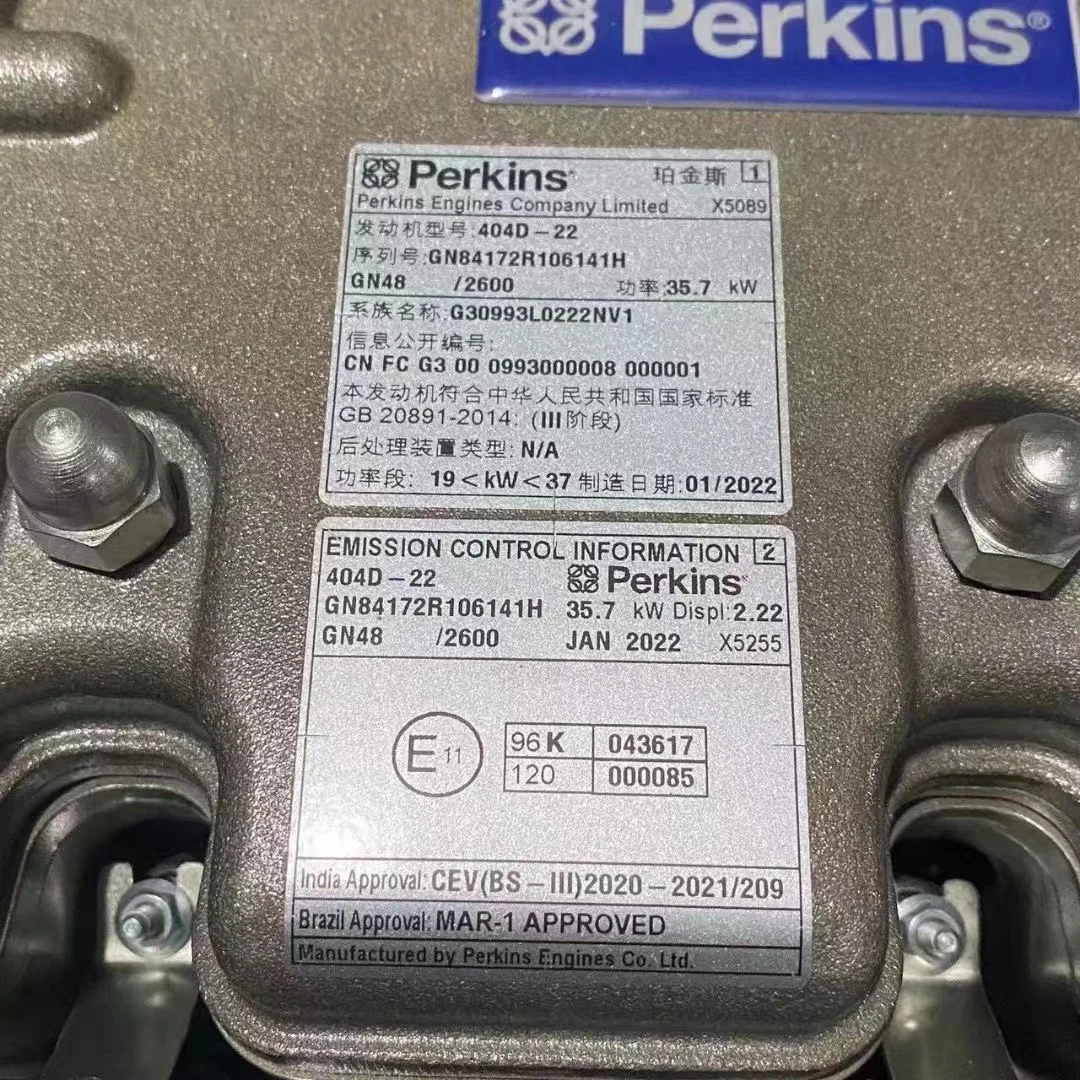 Perkins®
Perkins 珀金斯 1
Perkins Engines Company Limited X5089
发动机型号:404D-22
序列号:GN84172R106141H
GN48 /2600 功率:35.7 kW
系族名称:G30993L0222NV1
信息公开编号:
CN FC G3 00 0993000008 000001
本发动机符合中华人民共和国国家标准
GB 20891-2014; (III阶段)
后处理装置类型: N/A
功率段: 19<kW<37 制造日期:01/2022
EMISSION CONTROL INFORMATION 2
404D-22 Perkins
GN84172R106141H 35.7 kW Displ:2.22
GN48 /2600 JAN 2022 X5255
E11 96 K 043617
120 000085
India Approval: CEV(BS-III)2020-2021/209
Brazil Approval: MAR-1 APPROVED
Manufactured by Perkins Engines Co. Ltd.